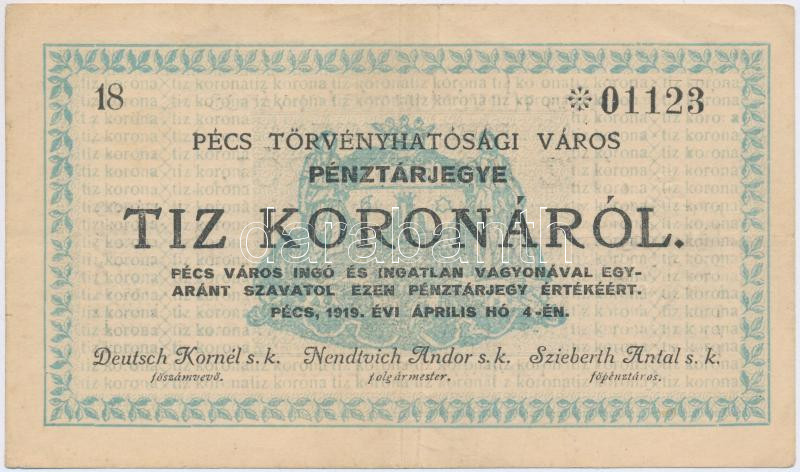 18 *01123
PÉCS TÖRVÉNYHATÓSÁGI VÁROS
PÉNZTÁRJEGYE
TIZ KORONÁRÓL.
PÉCS VÁROS INGÓ ÉS INGATLAN VAGYONÁVAL EGY-
ARÁNT SZAVATOL EZEN PÉNZTÁRJEGY ÉRTÉKÉÉRT.
PÉCS, 1919. ÉVI ÁPRILIS HÓ 4-ÉN.
Deutsch Kornél s. k. Nendtvich Andor s. k. Szieberth Antal s. k.
főszámvevő. polgármester. főpénztáros.
darabanth